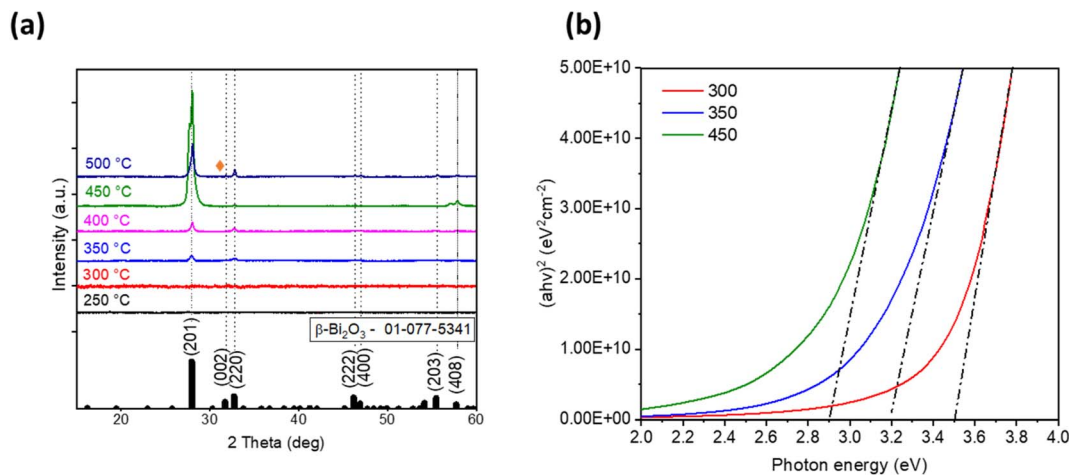 (a)
Intensity (a.u.)
500 °C
450 °C
400 °C
350 °C
300 °C
250 °C
β-Bi₂O₃ - 01-077-5341
(201)
(002)
(220)
(222)
(400)
(203)
(408)
20
30
40
50
60
2 Theta (deg)
(b)
(ahν)² (eV²cm⁻²)
5.00E+10
4.00E+10
3.00E+10
2.00E+10
1.00E+10
0.00E+00
300
350
450
2.0
2.2
2.4
2.6
2.8
3.0
3.2
3.4
3.6
3.8
4.0
Photon energy (eV)